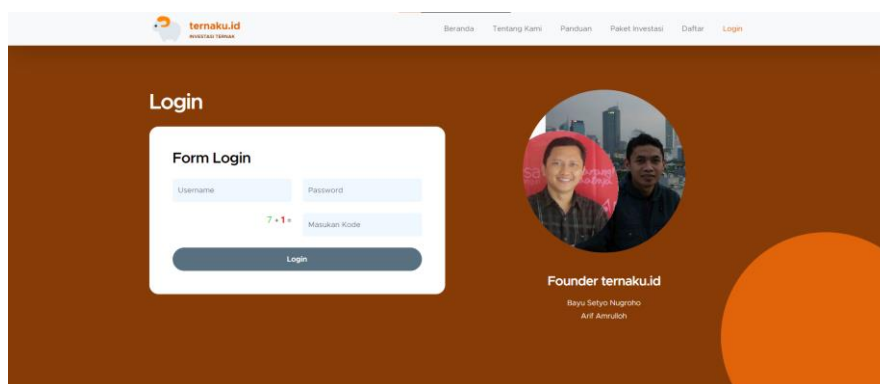 ternaku.id
INVESTASI TERNAK
Beranda Tentang Kami Panduan Paket Investasi Daftar Login
Login
Form Login
Username Password
7 + 1 = Masukan Kode
Login
Founder ternaku.id
Bayu Setyo Nugroho
Arif Amrulloh